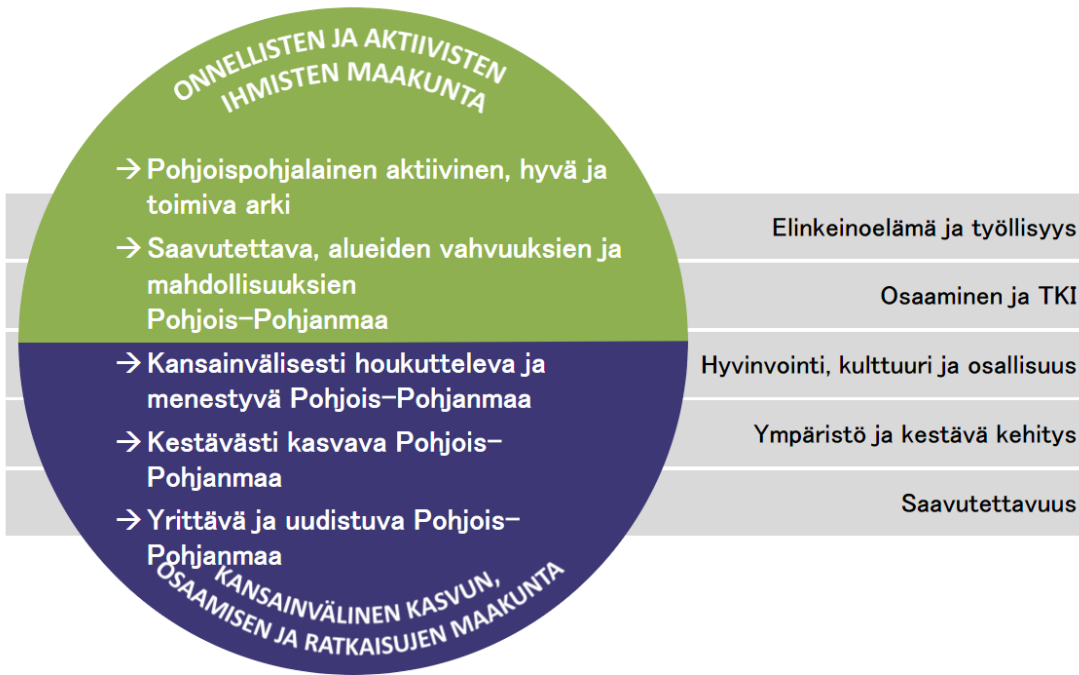 ONNELLISTEN JA AKTIIVISTEN
IHMISTEN MAAKUNTA
→ Pohjoispohjalainen aktiivinen, hyvä ja
toimiva arki
→ Saavutettava, alueiden vahvuuksien ja
mahdollisuuksien
Pohjois-Pohjanmaa
→ Kansainvälisesti houkutteleva ja
menestyvä Pohjois-Pohjanmaa
→ Kestävästi kasvava Pohjois-
Pohjanmaa
→ Yrittävä ja uudistuva Pohjois-
Pohjanmaa
KANSAINVÄLINEN KASVUN,
OSAAMISEN JA RATKAISUJEN MAAKUNTA
Elinkeinoelämä ja työllisyys
Osaaminen ja TKI
Hyvinvointi, kulttuuri ja osallisuus
Ympäristö ja kestävä kehitys
Saavutettavuus